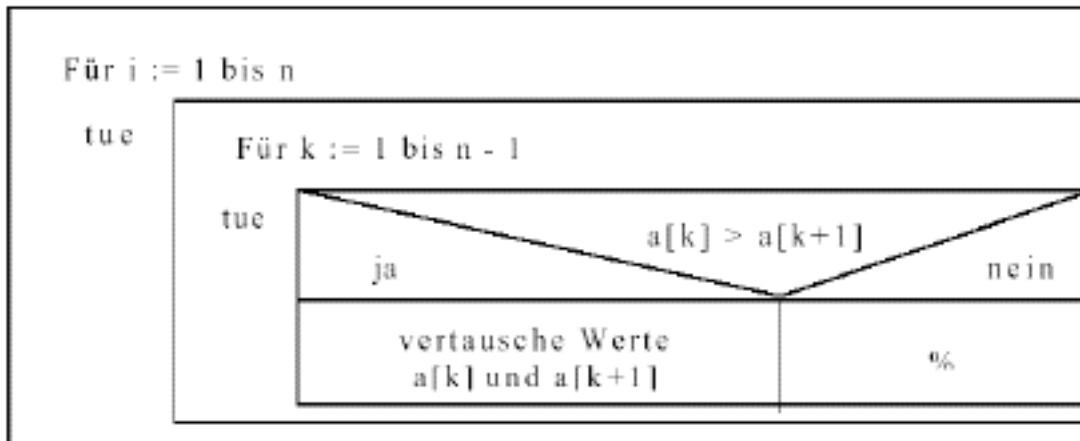 Für i := 1 bis n
tue
Für k := 1 bis n - 1
tue
a[k] > a[k+1]
ja
nein
vertausche Werte
a[k] und a[k+1]
%